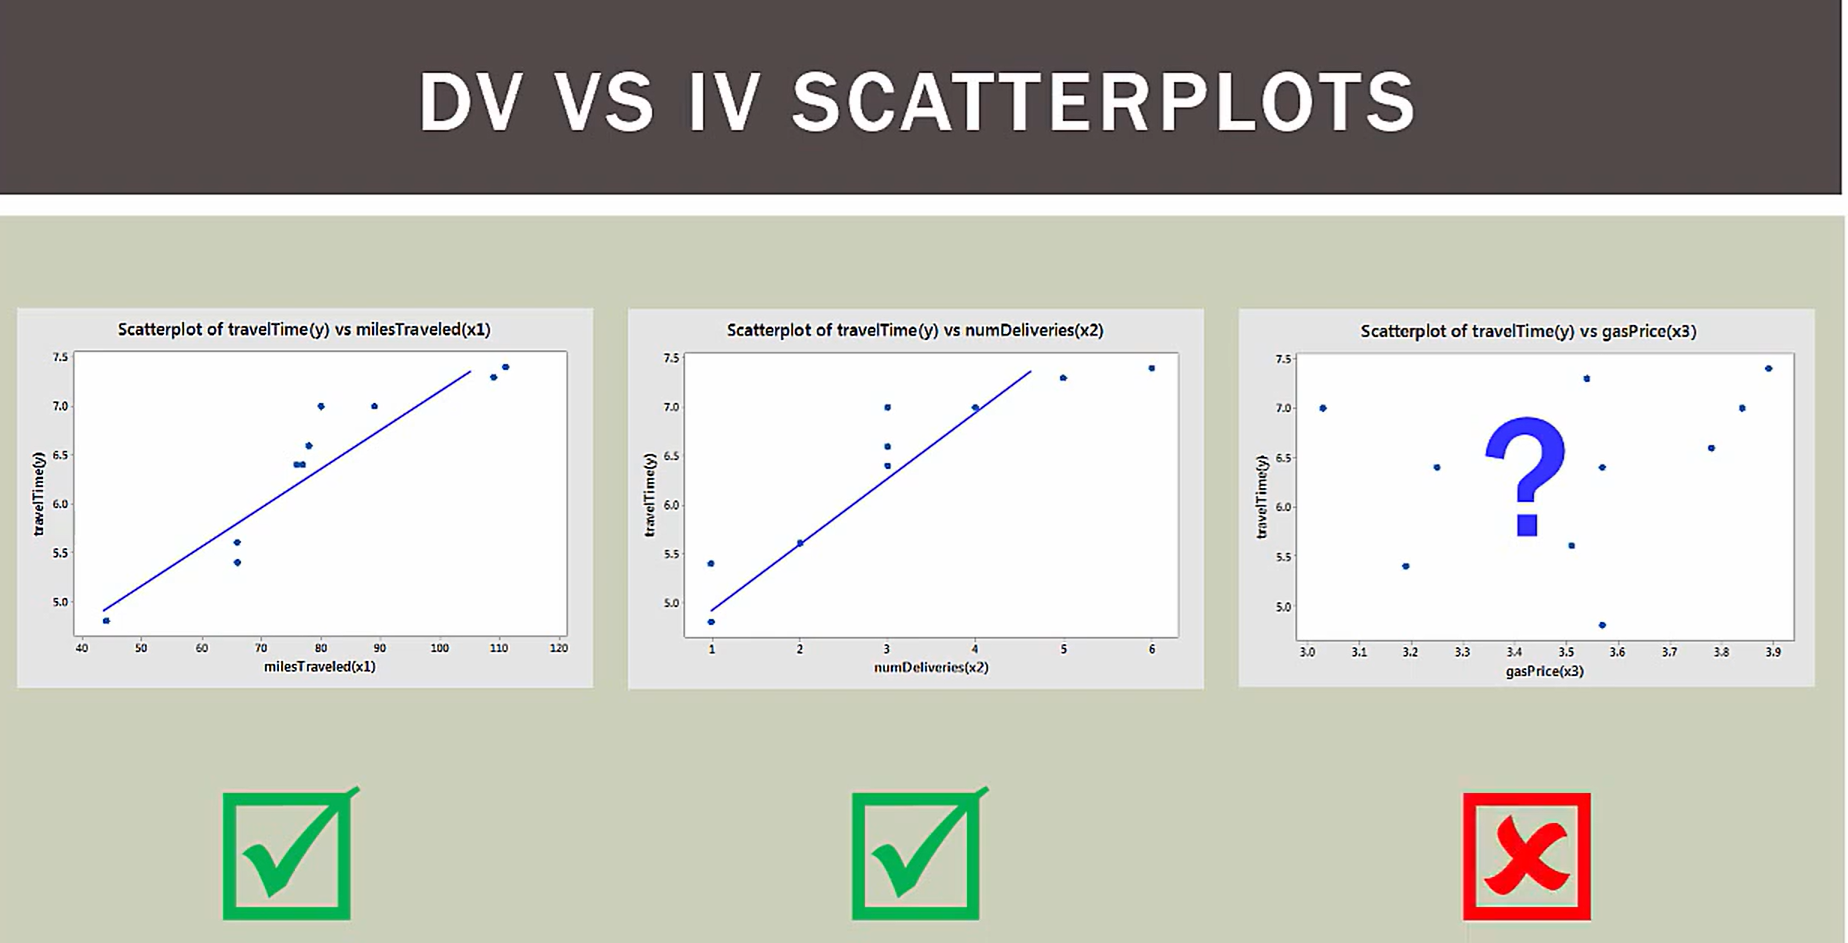 DV VS IV SCATTERPLOTS
Scatterplot of travelTime(y) vs milesTraveled(x1)
7.5
7.0
6.5
6.0
5.5
5.0
travelTime(y)
40 50 60 70 80 90 100 110 120
milesTraveled(x1)
Scatterplot of travelTime(y) vs numDeliveries(x2)
7.5
7.0
6.5
6.0
5.5
5.0
travelTime(y)
1 2 3 4 5 6
numDeliveries(x2)
Scatterplot of travelTime(y) vs gasPrice(x3)
7.5
7.0
6.5
6.0
5.5
5.0
travelTime(y)
?
3.0 3.1 3.2 3.3 3.4 3.5 3.6 3.7 3.8 3.9
gasPrice(x3)